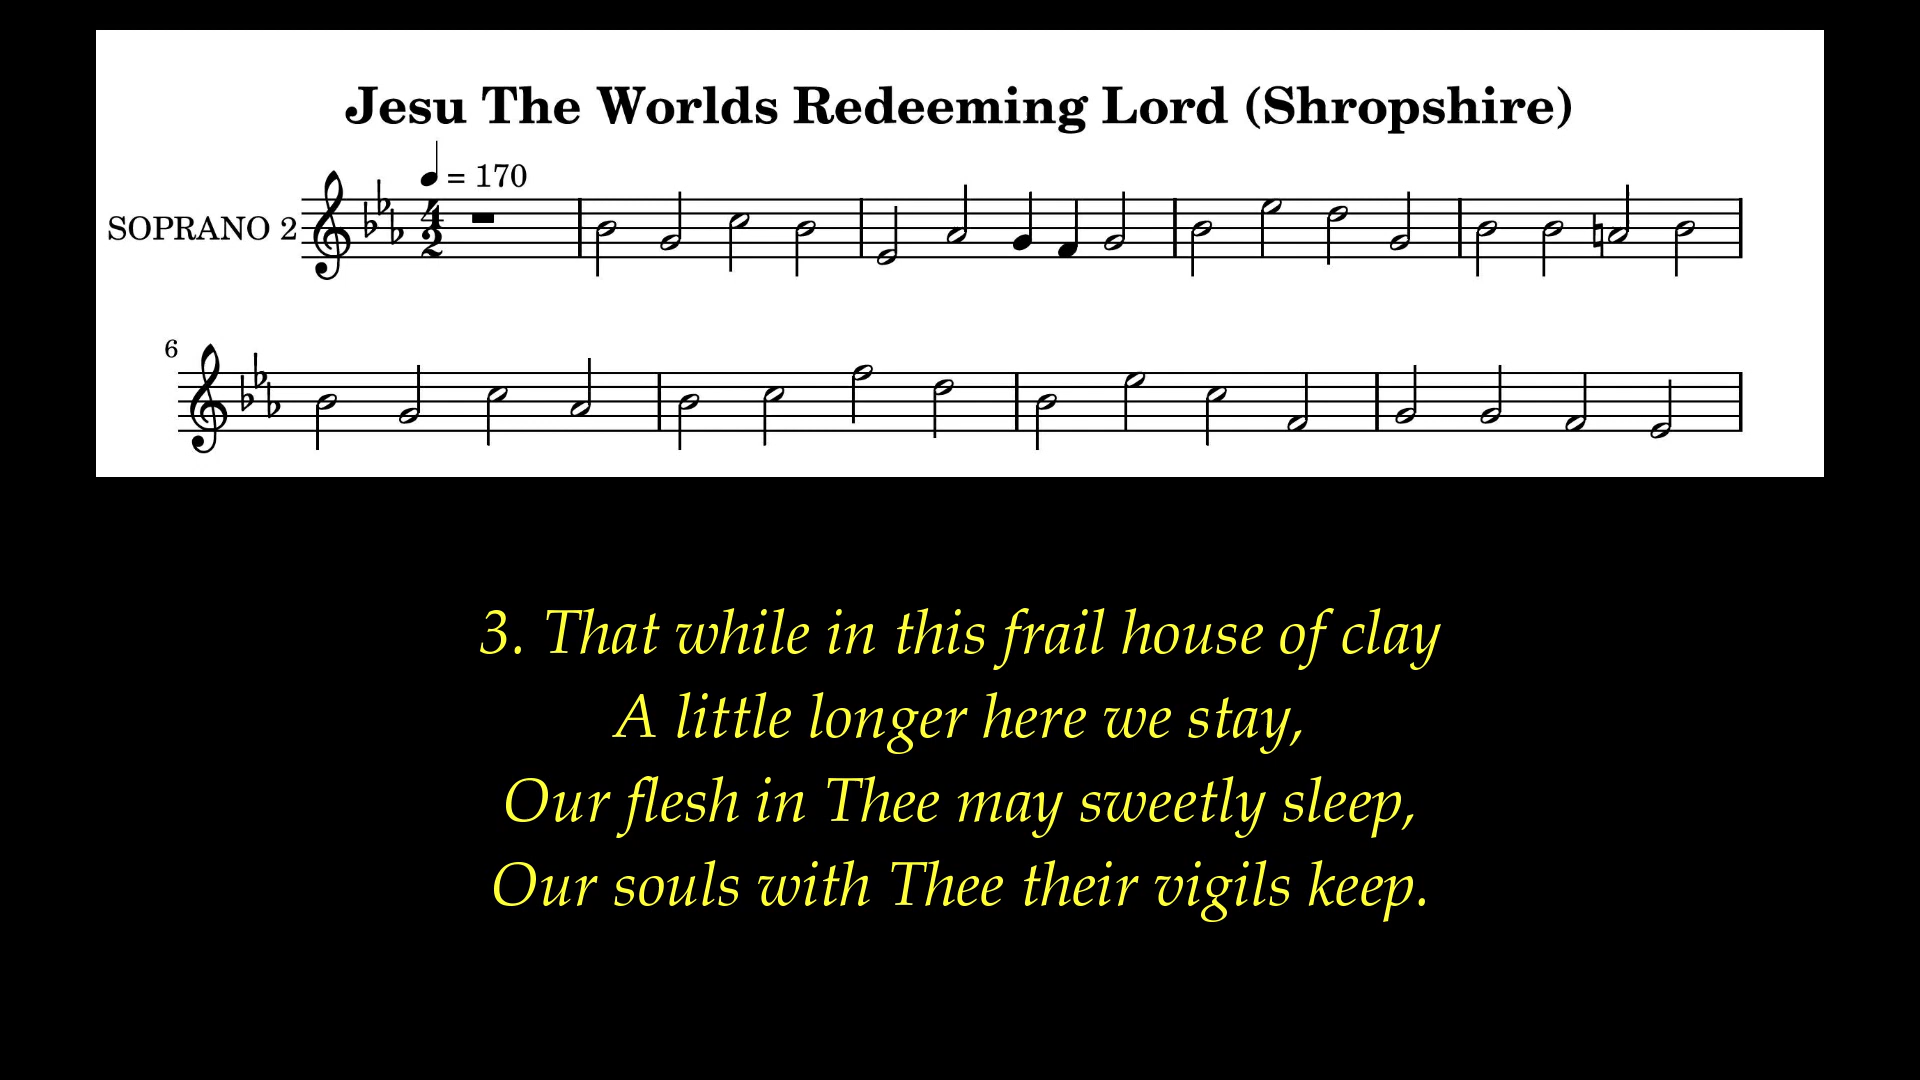 Jesu The Worlds Redeeming Lord (Shropshire)
♩ = 170
SOPRANO 2
4
2
6
3. That while in this frail house of clay
A little longer here we stay,
Our flesh in Thee may sweetly sleep,
Our souls with Thee their vigils keep.